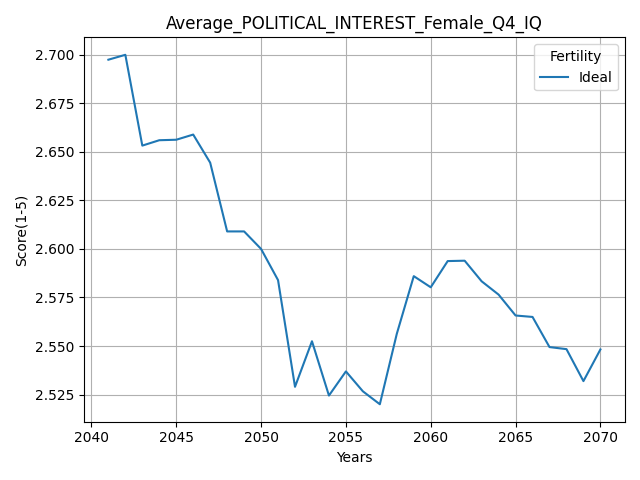 Average_POLITICAL_INTEREST_Female_Q4_IQ
Fertility
Ideal
Score(1-5)
2.700
2.675
2.650
2.625
2.600
2.575
2.550
2.525
2040 2045 2050 2055 2060 2065 2070
Years